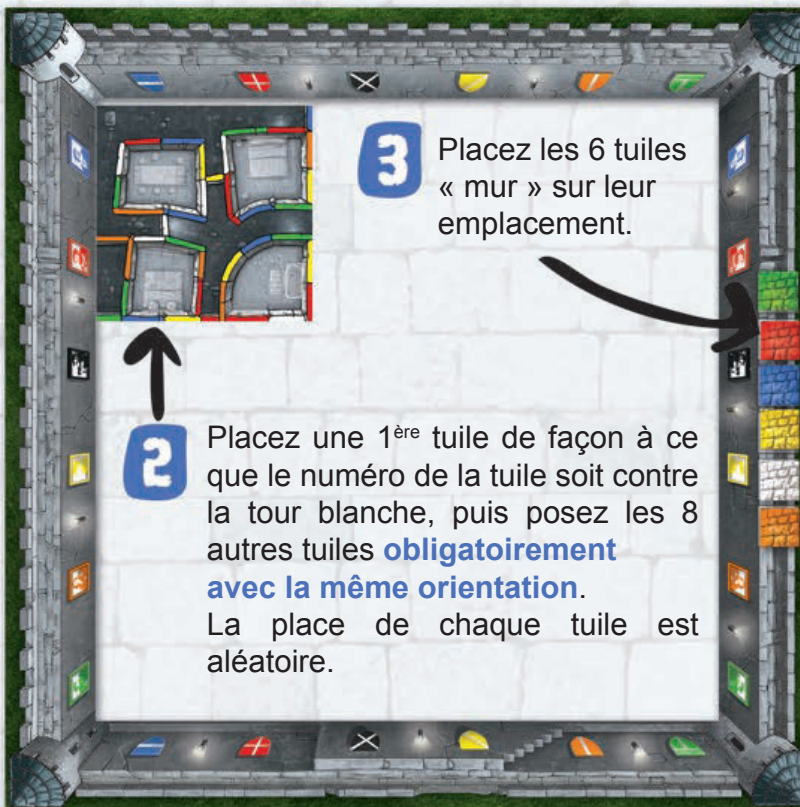 3
Placez les 6 tuiles
« mur » sur leur
emplacement.
2
Placez une 1ère tuile de façon à ce
que le numéro de la tuile soit contre
la tour blanche, puis posez les 8
autres tuiles obligatoirement
avec la même orientation.
La place de chaque tuile est
aléatoire.